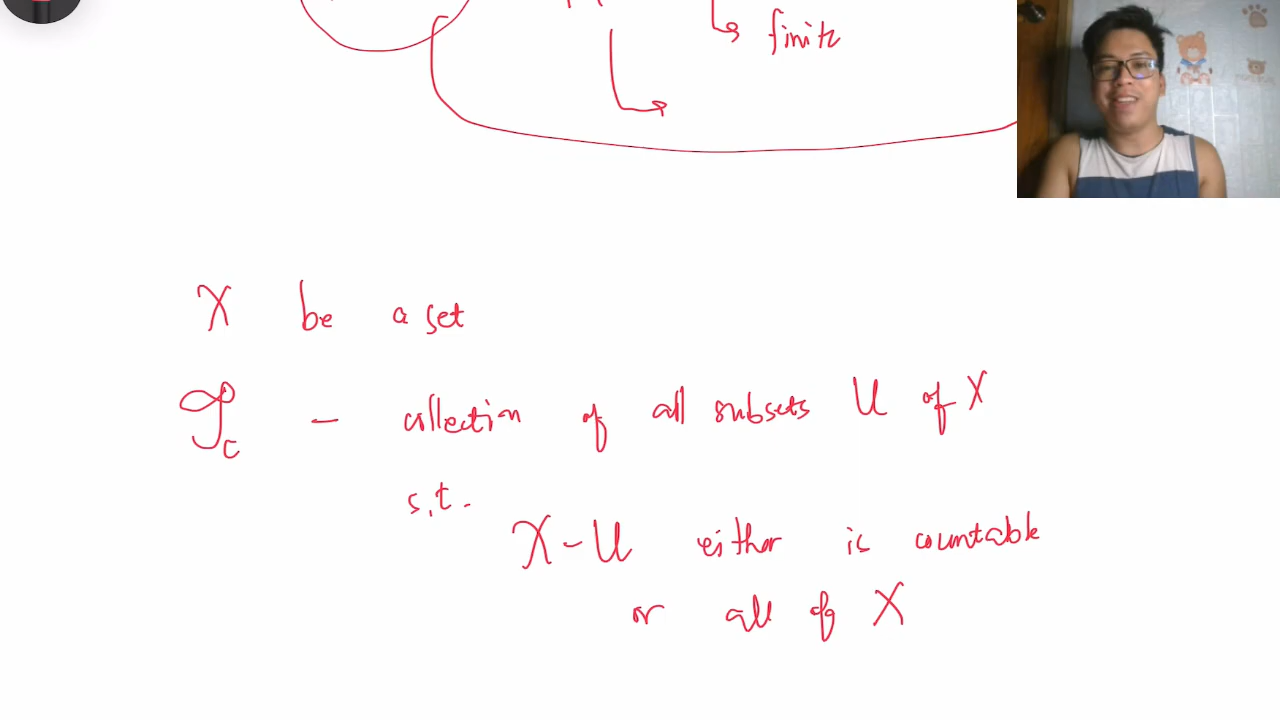 finite
X be a set
𝒯c - collection of all subsets U of X
s.t.
X-U either is countable
or all of X